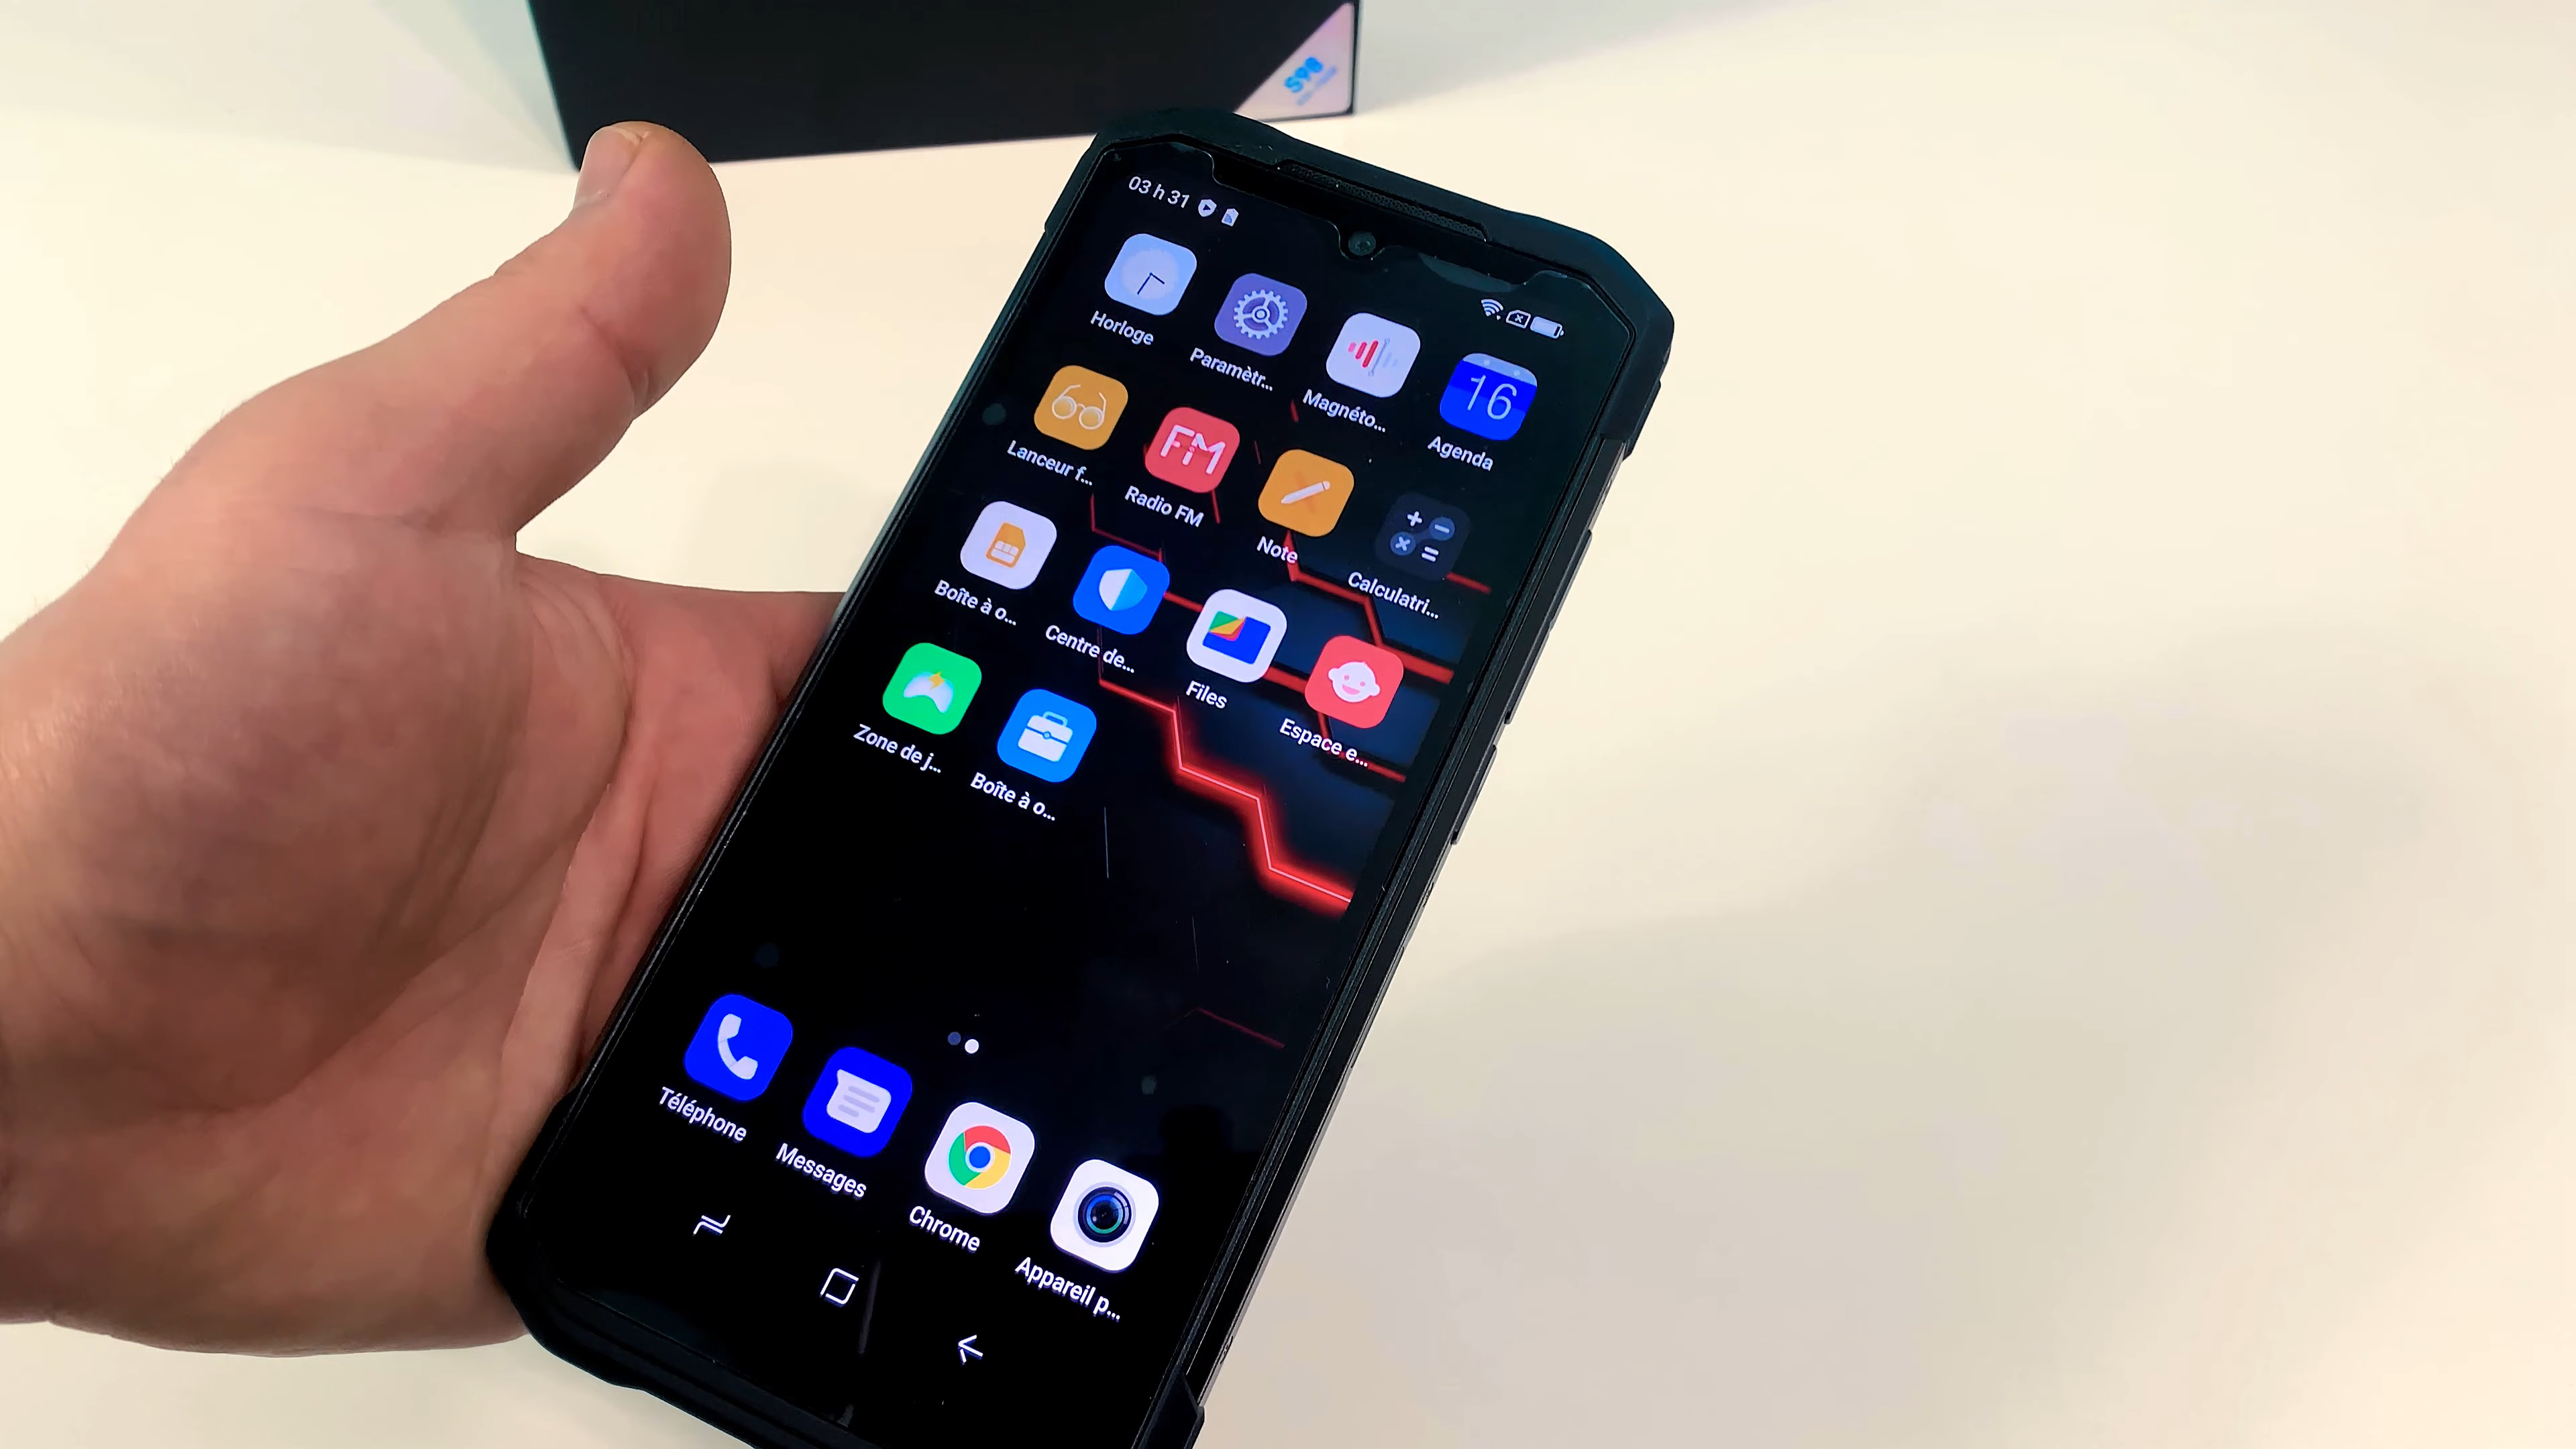 S98
03 h 31
Horloge
Paramètr...
Magnéto...
16
Agenda
Lanceur f...
FM
Radio FM
Note
Calculatri...
Boîte à o...
Centre de...
Files
Espace e...
Zone de j...
Boîte à o...
Téléphone
Messages
Chrome
Appareil p...